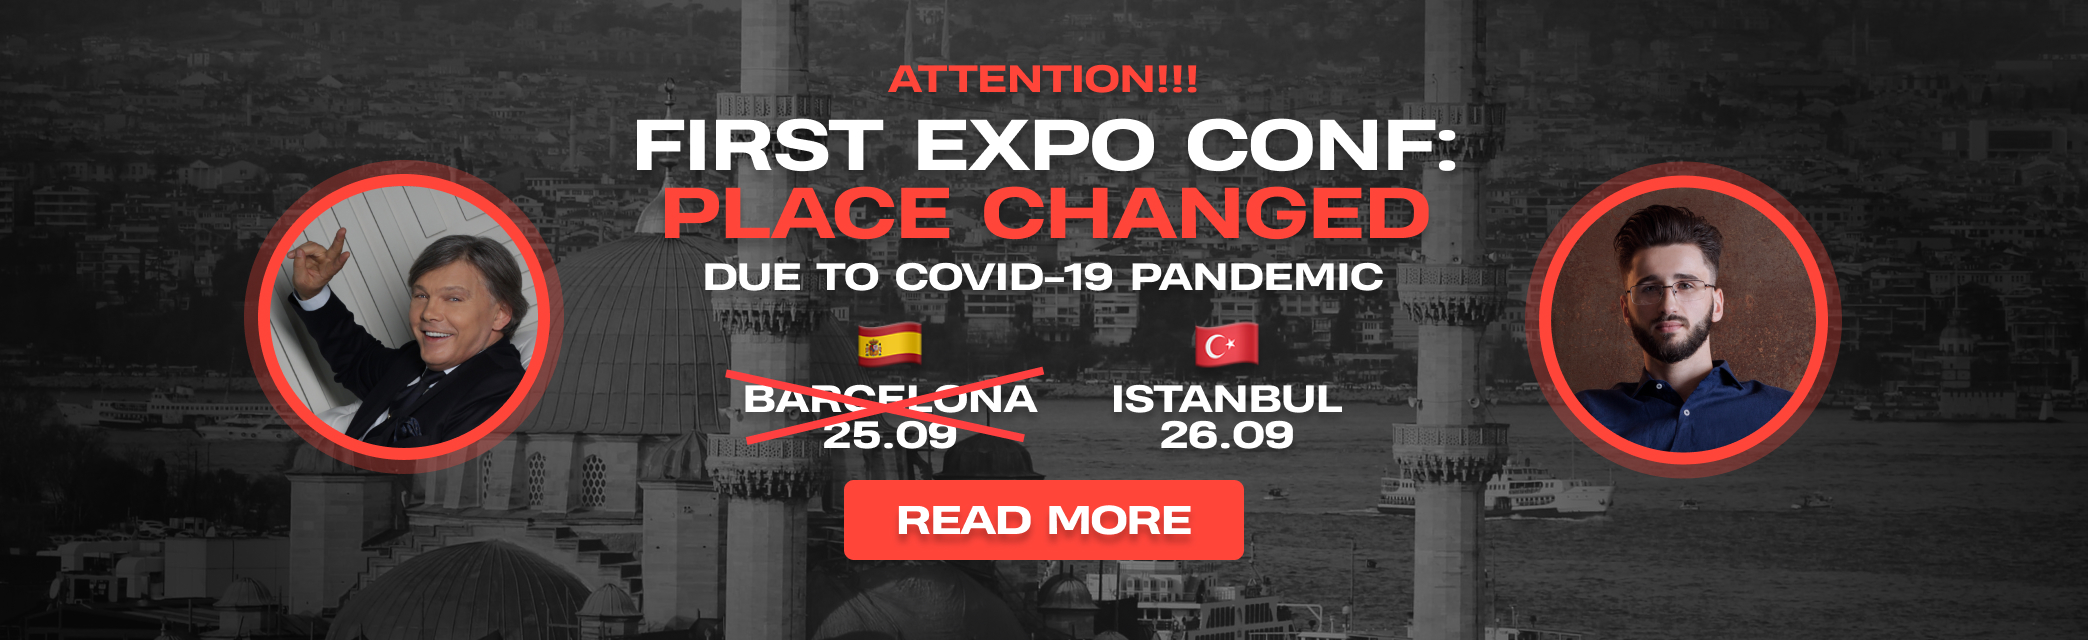 ATTENTION!!!
FIRST EXPO CONF:
PLACE CHANGED
DUE TO COVID-19 PANDEMIC
BARCELONA
25.09
ISTANBUL
26.09
READ MORE